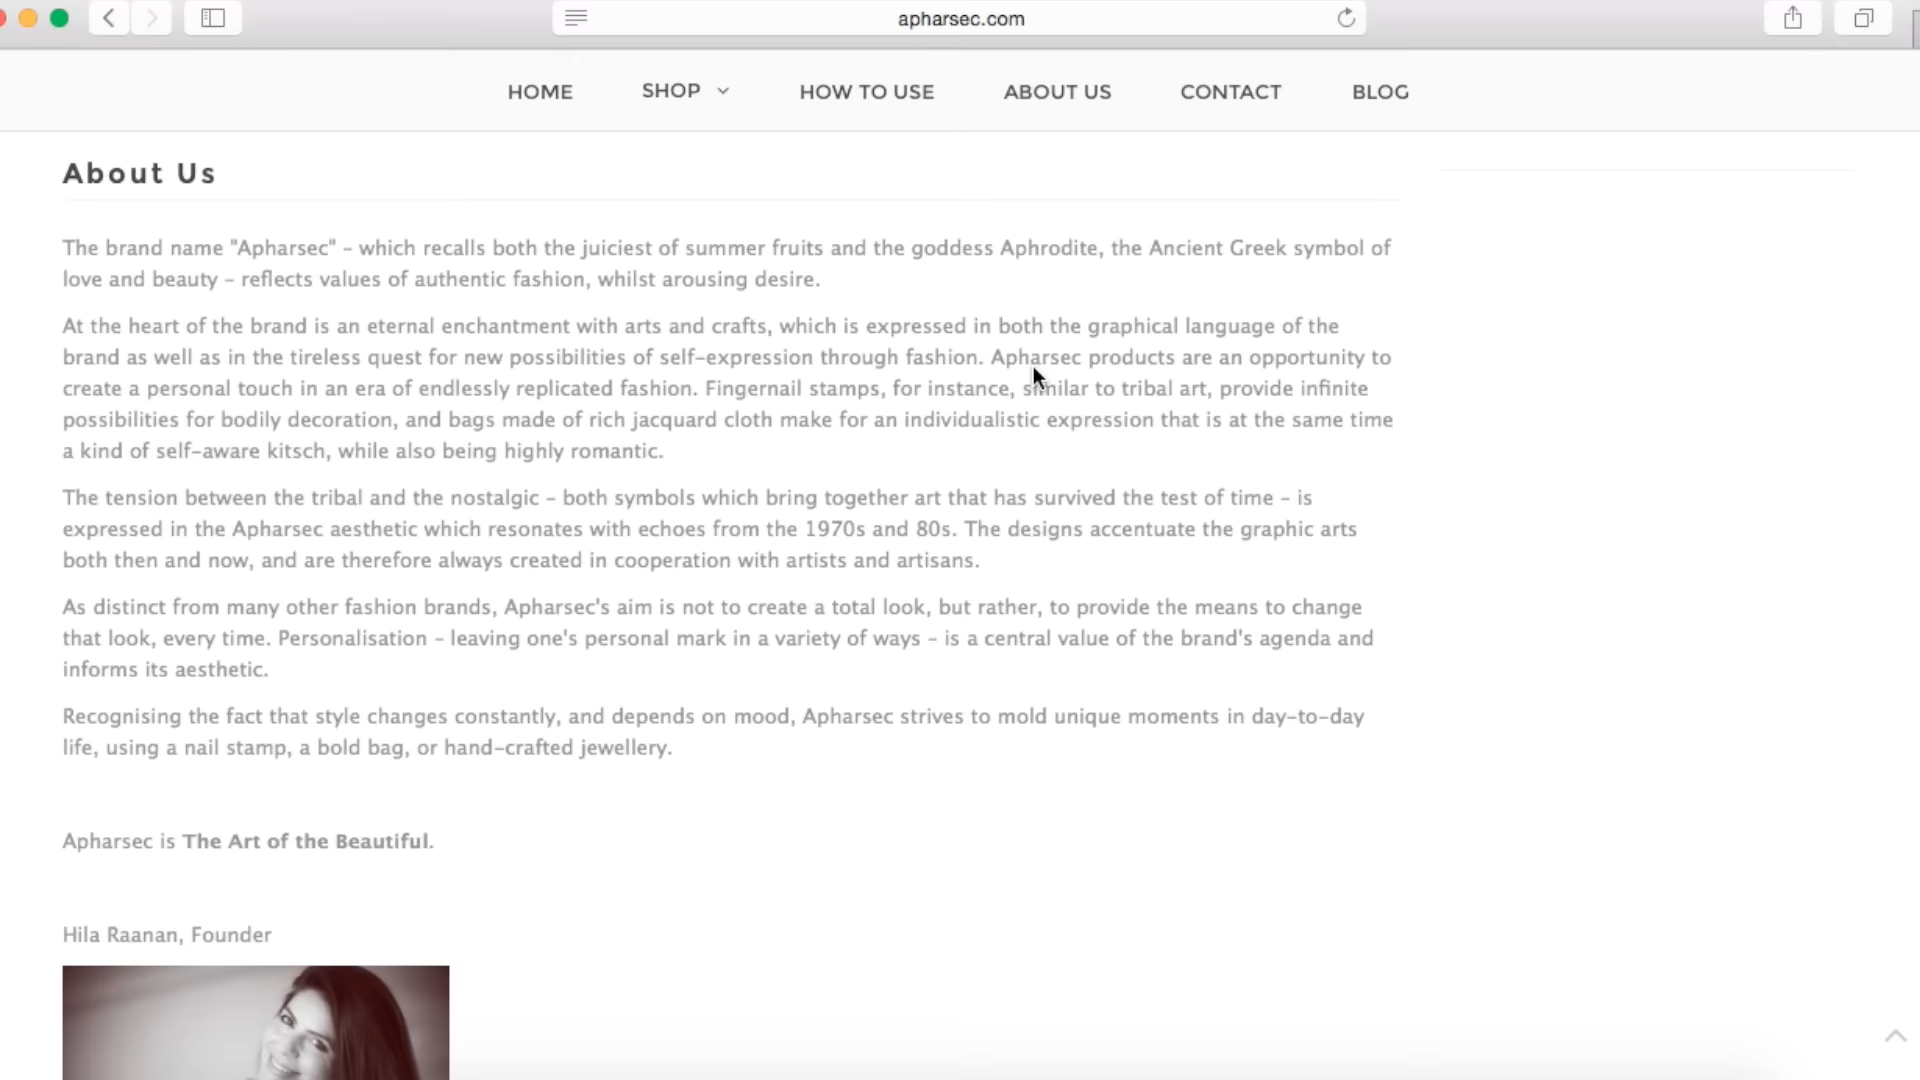 apharsec.com
HOME SHOP HOW TO USE ABOUT US CONTACT BLOG
About Us
The brand name "Apharsec" - which recalls both the juiciest of summer fruits and the goddess Aphrodite, the Ancient Greek symbol of
love and beauty - reflects values of authentic fashion, whilst arousing desire.
At the heart of the brand is an eternal enchantment with arts and crafts, which is expressed in both the graphical language of the
brand as well as in the tireless quest for new possibilities of self-expression through fashion. Apharsec products are an opportunity to
create a personal touch in an era of endlessly replicated fashion. Fingernail stamps, for instance, similar to tribal art, provide infinite
possibilities for bodily decoration, and bags made of rich jacquard cloth make for an individualistic expression that is at the same time
a kind of self-aware kitsch, while also being highly romantic.
The tension between the tribal and the nostalgic - both symbols which bring together art that has survived the test of time - is
expressed in the Apharsec aesthetic which resonates with echoes from the 1970s and 80s. The designs accentuate the graphic arts
both then and now, and are therefore always created in cooperation with artists and artisans.
As distinct from many other fashion brands, Apharsec's aim is not to create a total look, but rather, to provide the means to change
that look, every time. Personalisation - leaving one's personal mark in a variety of ways - is a central value of the brand's agenda and
informs its aesthetic.
Recognising the fact that style changes constantly, and depends on mood, Apharsec strives to mold unique moments in day-to-day
life, using a nail stamp, a bold bag, or hand-crafted jewellery.
Apharsec is The Art of the Beautiful.
Hila Raanan, Founder